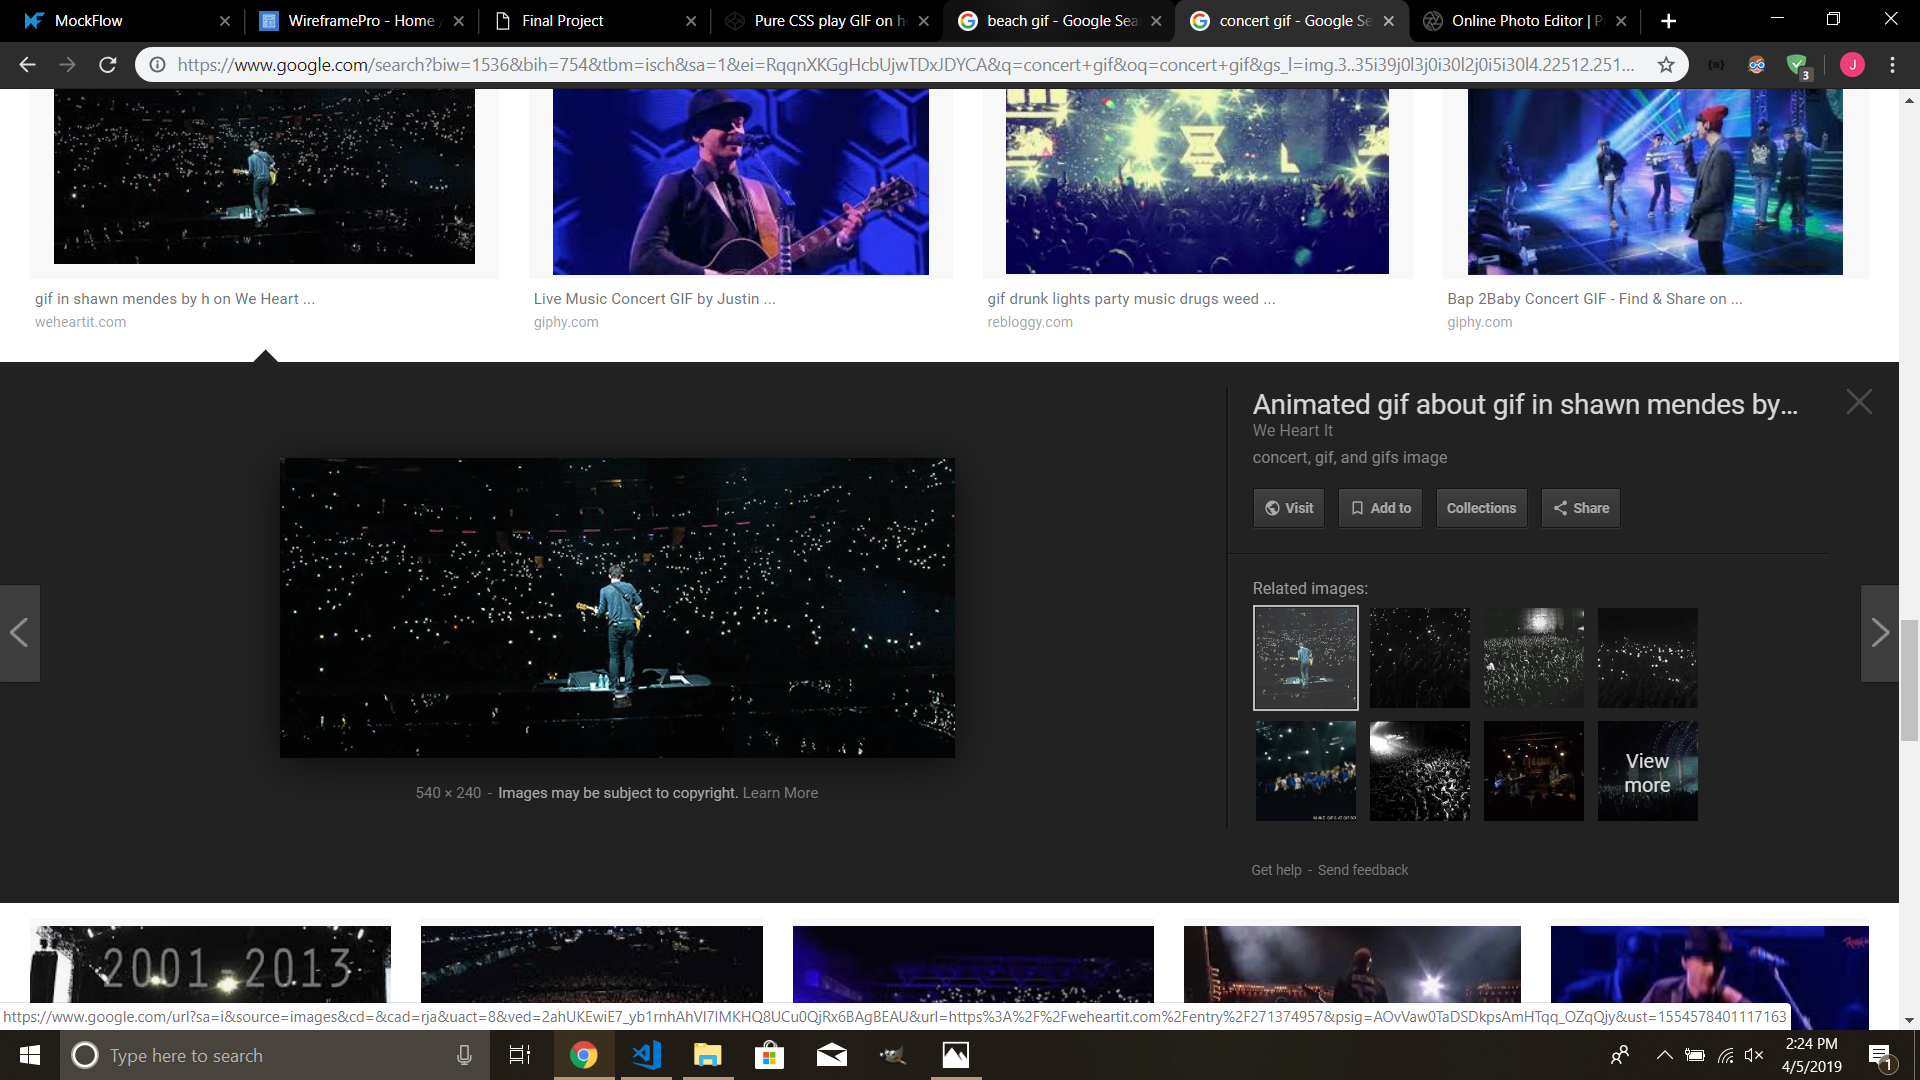 MockFlow
WireframePro - Home
Final Project
Pure CSS play GIF on h
beach gif - Google Sea
concert gif - Google Se
Online Photo Editor | P
https://www.google.com/search?biw=1536&bih=754&tbm=isch&sa=1&ei=RqqnXKGgHcbUjwTDxJDYCA&q=concert+gif&oq=concert+gif&gs_l=img.3..35i39j0l3j0i30l2j0i5i30l4.22512.251...
3
J
gif in shawn mendes by h on We Heart ...
weheartit.com
Live Music Concert GIF by Justin ...
giphy.com
gif drunk lights party music drugs weed ...
rebloggy.com
Bap 2Baby Concert GIF - Find & Share on ...
giphy.com
Animated gif about gif in shawn mendes by...
We Heart It
concert, gif, and gifs image
Visit
Add to
Collections
Share
Related images:
MAKE GIFS AT GIFSO
View
more
540 × 240 - Images may be subject to copyright. Learn More
Get help - Send feedback
2001-2013
https://www.google.com/url?sa=i&source=images&cd=&cad=rja&uact=8&ved=2ahUKEwiE7_yb1rnhAhVI7IMKHQ8UCu0QjRx6BAgBEAU&url=https%3A%2F%2Fweheartit.com%2Fentry%2F271374957&psig=AOvVaw0TaDSDkpsAmHTqq_OZqQjy&ust=1554578401117163
Type here to search
2:24 PM
4/5/2019
1